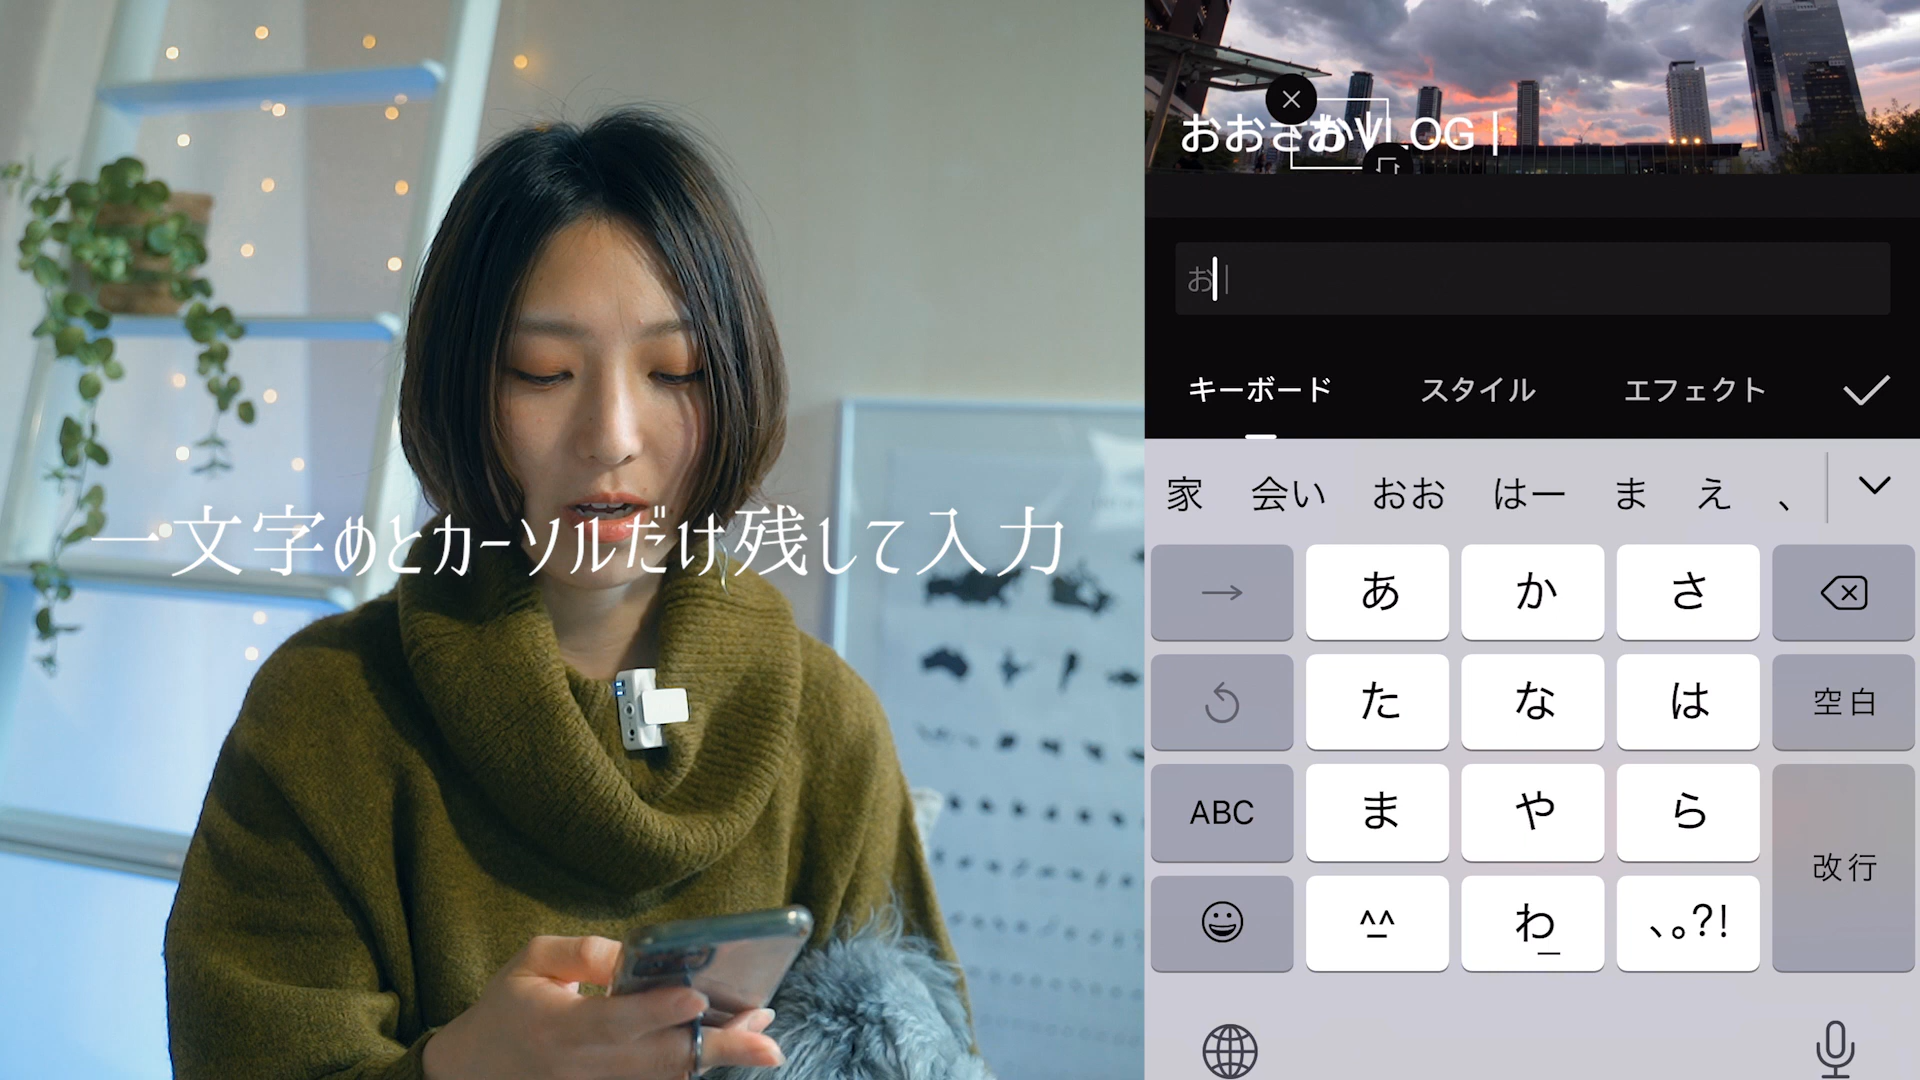 一文字めとカーソルだけ残して入力
おおさかVLOG|
お|
お||
キーボード
スタイル
エフェクト
家 会い おお はー ま え 、
→ あ か さ
た な は 空白
ABC ま や ら 改行
^^ わ 、。?!